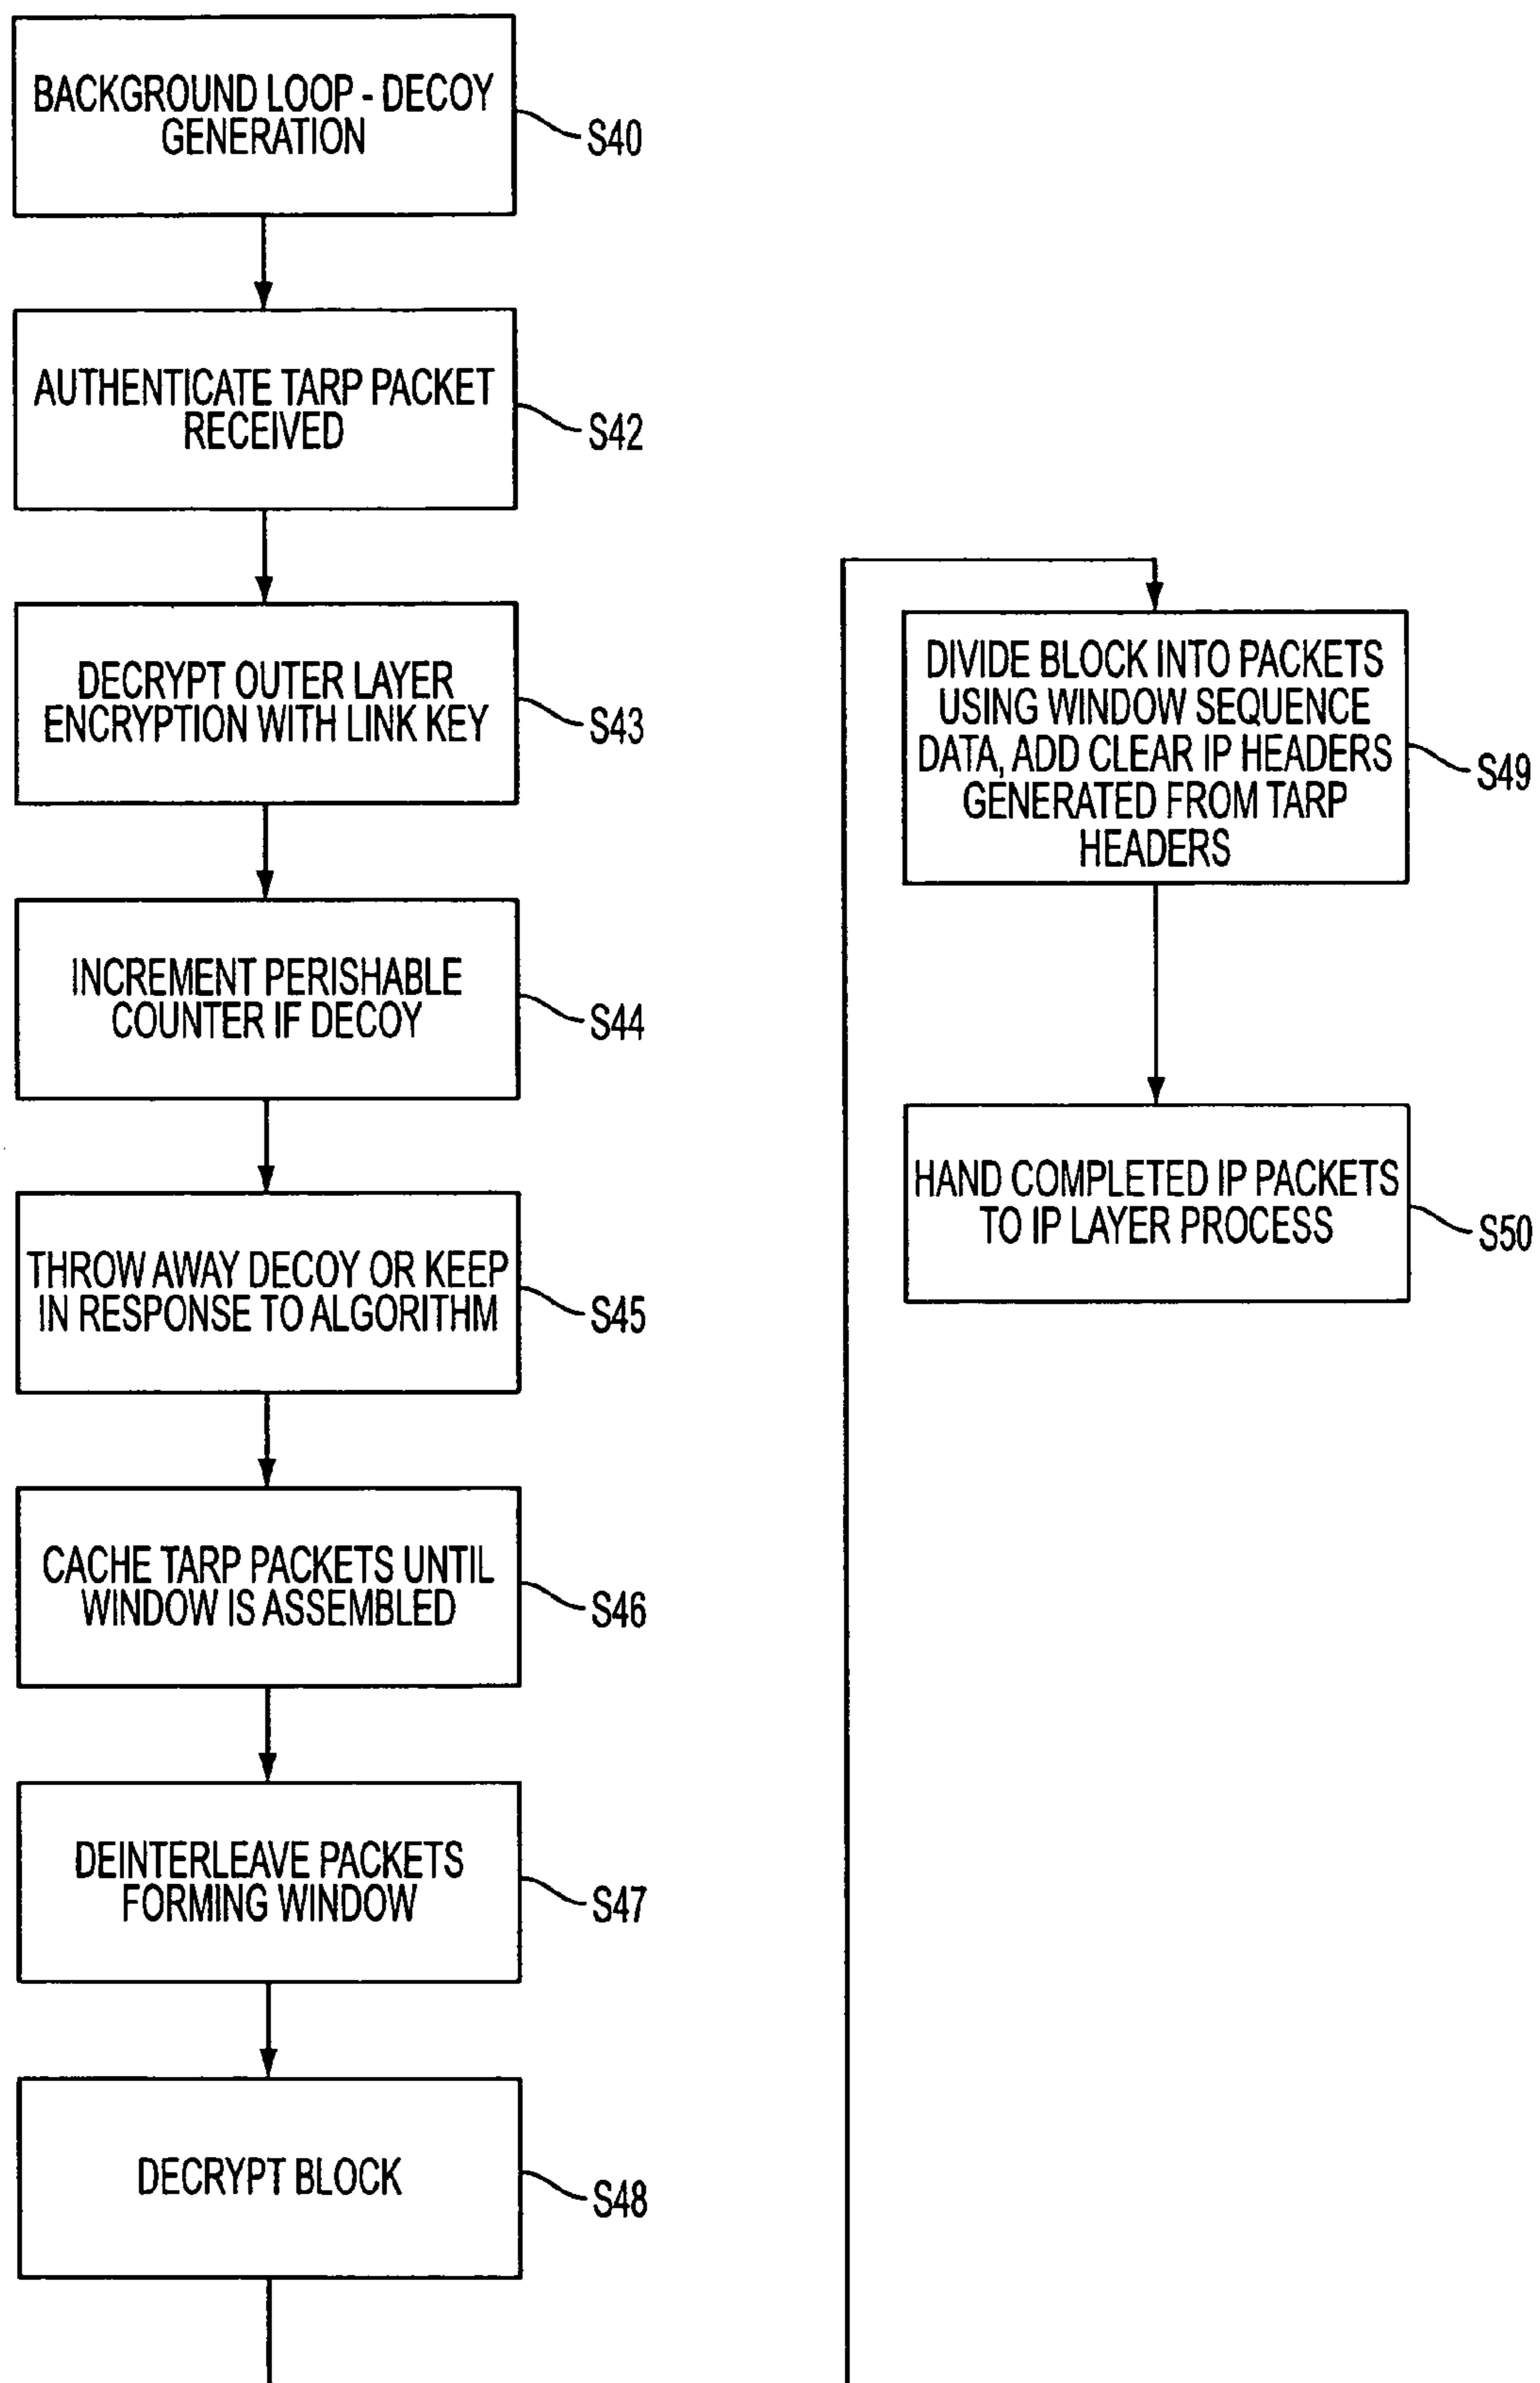 BACKGROUND LOOP - DECOY
GENERATION
S40
AUTHENTICATE TARP PACKET
RECEIVED
S42
DECRYPT OUTER LAYER
ENCRYPTION WITH LINK KEY
S43
INCREMENT PERISHABLE
COUNTER IF DECOY
S44
THROW AWAY DECOY OR KEEP
IN RESPONSE TO ALGORITHM
S45
CACHE TARP PACKETS UNTIL
WINDOW IS ASSEMBLED
S46
DEINTERLEAVE PACKETS
FORMING WINDOW
S47
DECRYPT BLOCK
S48
DIVIDE BLOCK INTO PACKETS
USING WINDOW SEQUENCE
DATA, ADD CLEAR IP HEADERS
GENERATED FROM TARP
HEADERS
S49
HAND COMPLETED IP PACKETS
TO IP LAYER PROCESS
S50